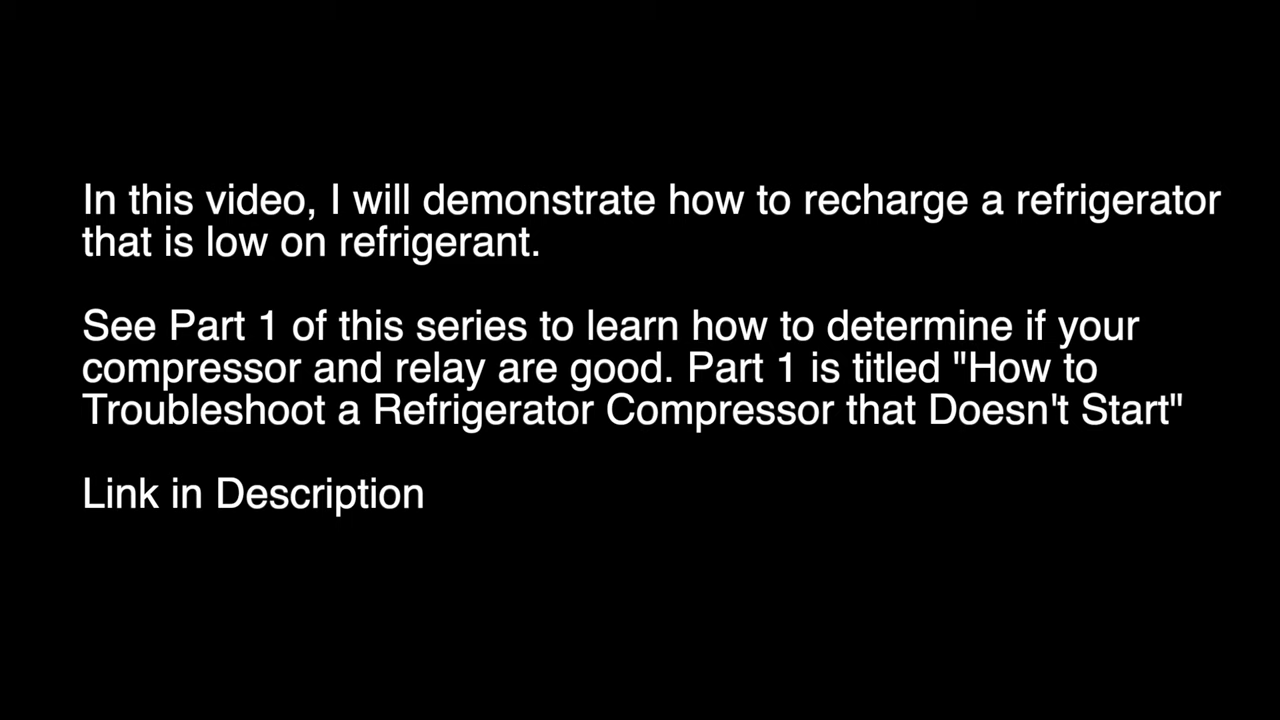 In this video, I will demonstrate how to recharge a refrigerator
that is low on refrigerant.
See Part 1 of this series to learn how to determine if your
compressor and relay are good. Part 1 is titled "How to
Troubleshoot a Refrigerator Compressor that Doesn't Start"
Link in Description